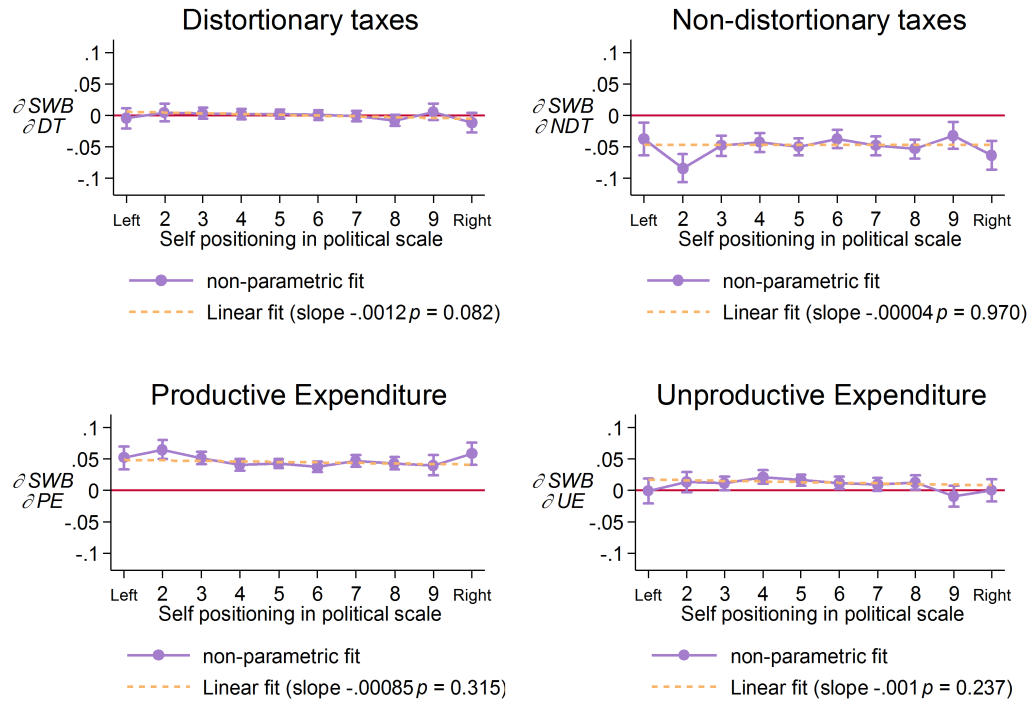 Distortionary taxes
.1
.05
0
-.05
-.1
∂ SWB
∂ DT
Left 2 3 4 5 6 7 8 9 Right
Self positioning in political scale
non-parametric fit
Linear fit (slope -.0012 p = 0.082)
Non-distortionary taxes
.1
.05
0
-.05
-.1
∂ SWB
∂ NDT
Left 2 3 4 5 6 7 8 9 Right
Self positioning in political scale
non-parametric fit
Linear fit (slope -.00004 p = 0.970)
Productive Expenditure
.1
.05
0
-.05
-.1
∂ SWB
∂ PE
Left 2 3 4 5 6 7 8 9 Right
Self positioning in political scale
non-parametric fit
Linear fit (slope -.00085 p = 0.315)
Unproductive Expenditure
.1
.05
0
-.05
-.1
∂ SWB
∂ UE
Left 2 3 4 5 6 7 8 9 Right
Self positioning in political scale
non-parametric fit
Linear fit (slope -.001 p = 0.237)